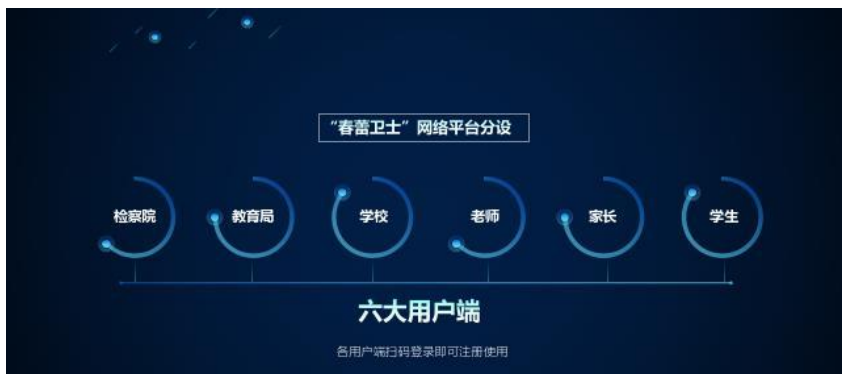 “春蕾卫士”网络平台分设
检察院 教育局 学校 老师 家长 学生
六大用户端
各用户端扫码登录即可注册使用